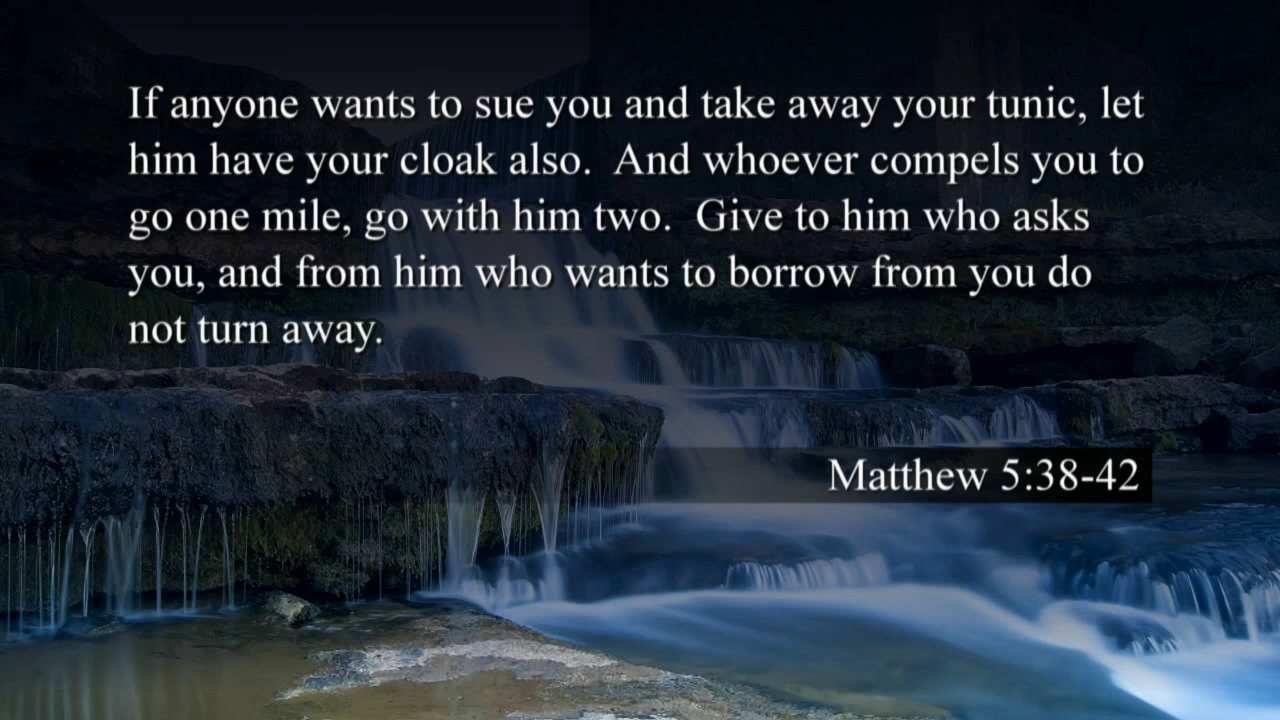 If anyone wants to sue you and take away your tunic, let
him have your cloak also.  And whoever compels you to
go one mile, go with him two.  Give to him who asks
you, and from him who wants to borrow from you do
not turn away.
Matthew 5:38-42